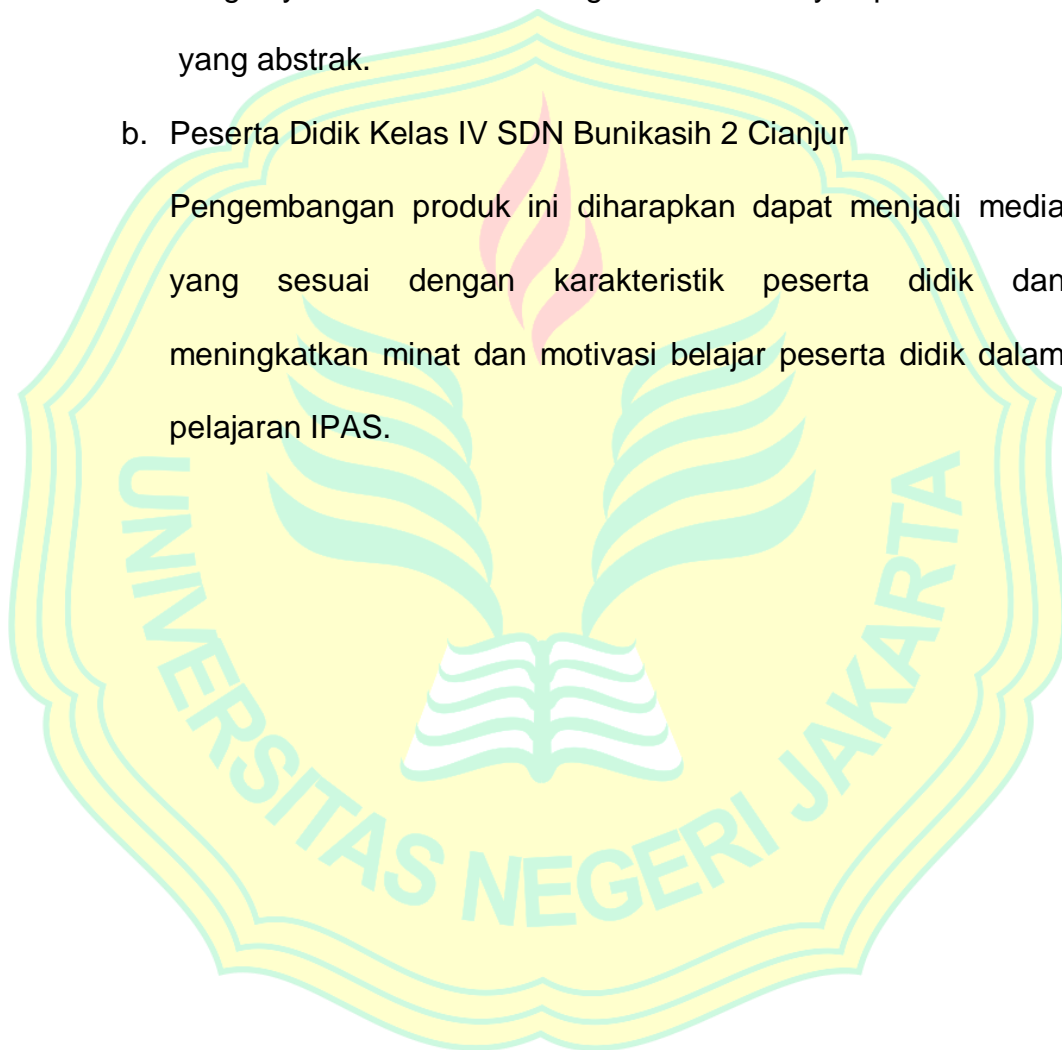 yang abstrak.
b. Peserta Didik Kelas IV SDN Bunikasih 2 Cianjur
Pengembangan produk ini diharapkan dapat menjadi media
yang sesuai dengan karakteristik peserta didik dan
meningkatkan minat dan motivasi belajar peserta didik dalam
pelajaran IPAS.
UNIVERSITAS NEGERI JAKARTA